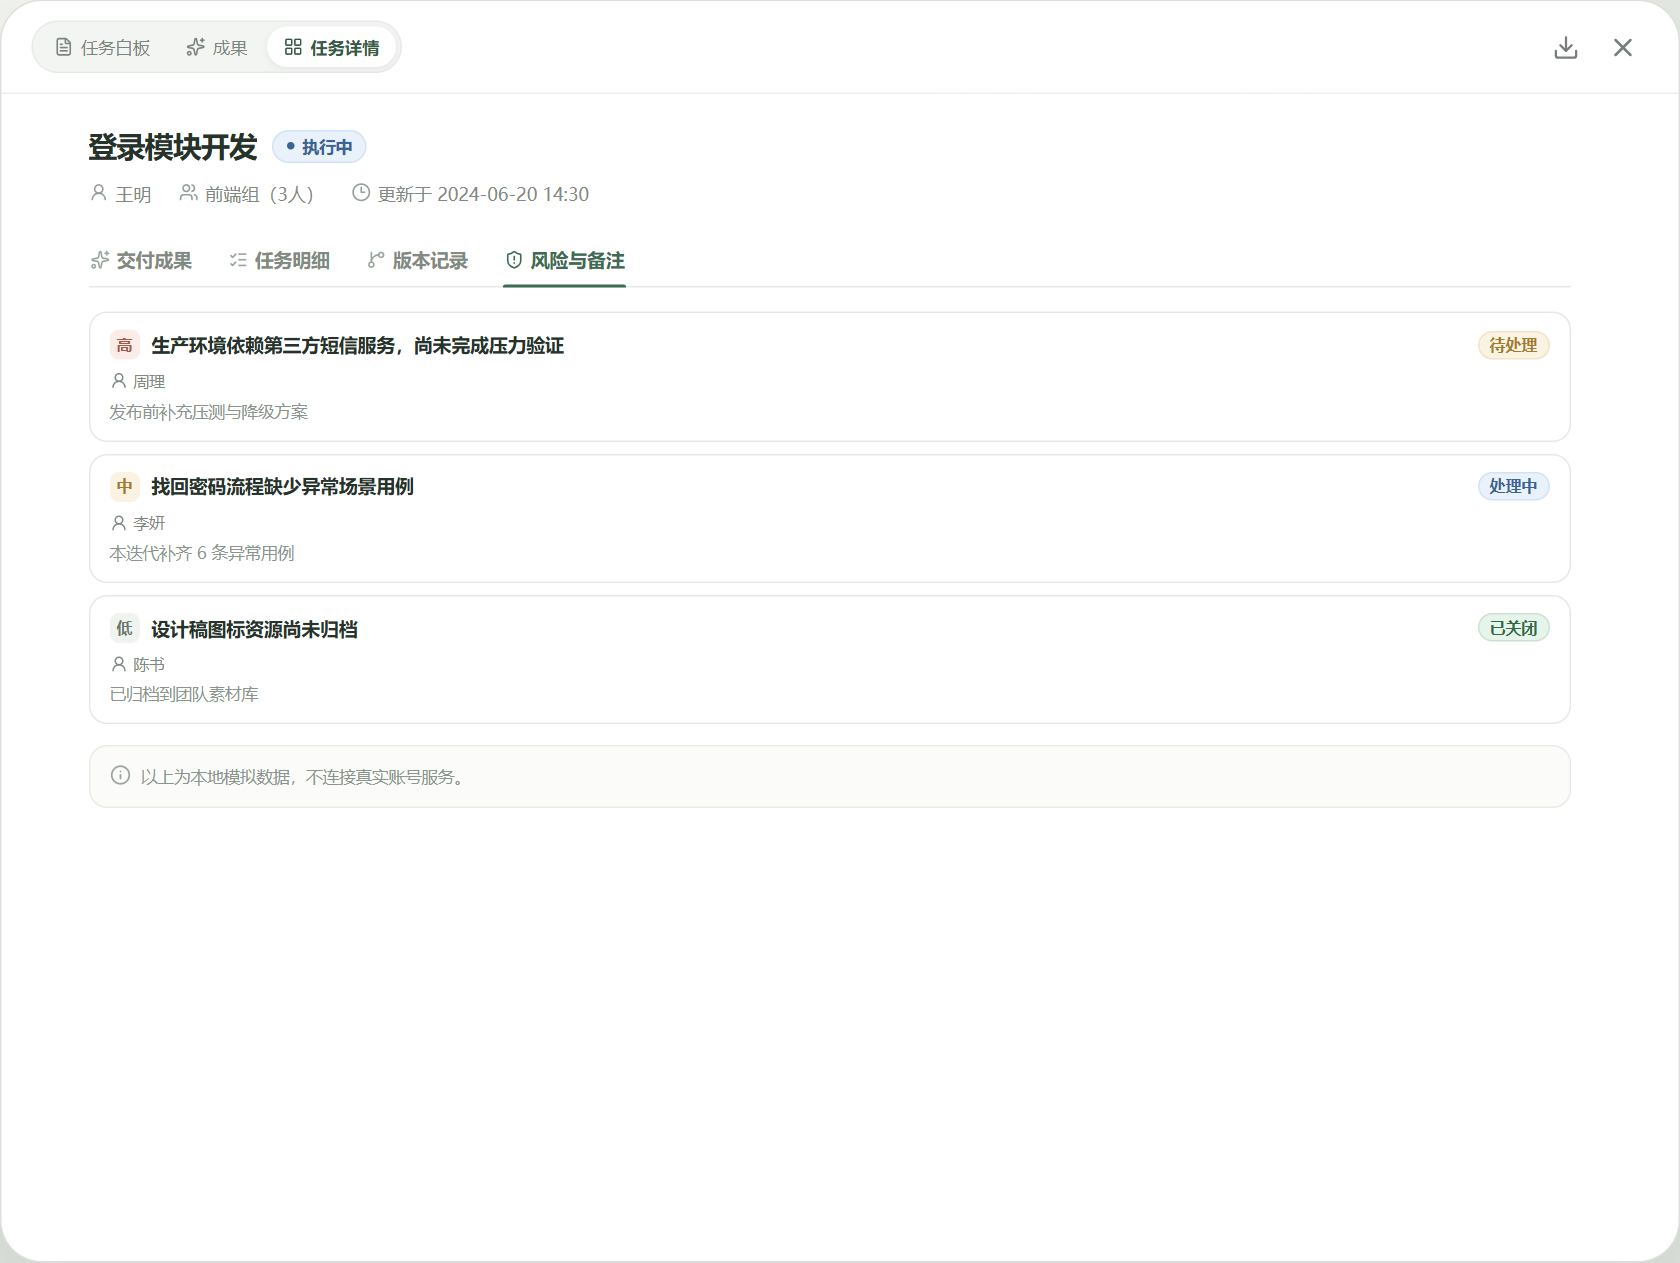 任务白板 成果 任务详情
登录模块开发 执行中
王明 前端组（3人） 更新于 2024-06-20 14:30
交付成果 任务明细 版本记录 风险与备注
高 生产环境依赖第三方短信服务，尚未完成压力验证 待处理
周理
发布前补充压测与降级方案
中 找回密码流程缺少异常场景用例 处理中
李妍
本迭代补齐 6 条异常用例
低 设计稿图标资源尚未归档 已关闭
陈书
已归档到团队素材库
以上为本地模拟数据，不连接真实账号服务。